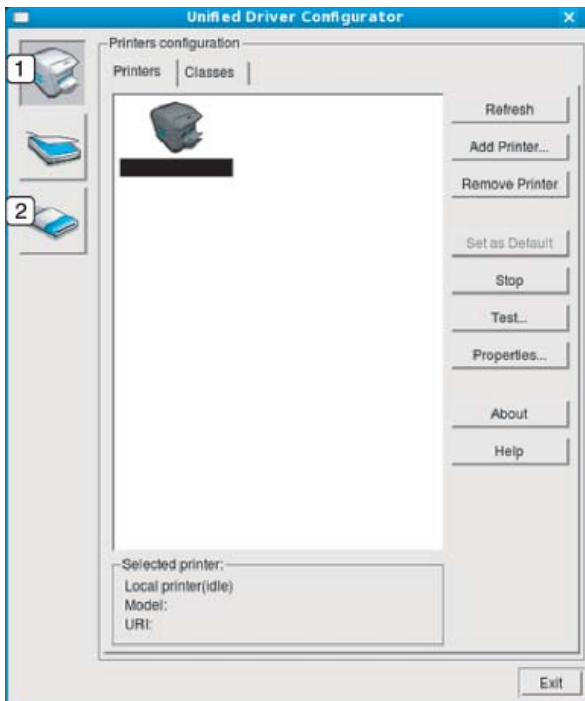 Unified Driver Configurator
1
2
Printers configuration
Printers
Classes
Refresh
Add Printer...
Remove Printer
Set as Default
Stop
Test...
Properties...
About
Help
Selected printer:
Local printer(idle)
Model:
URI:
Exit